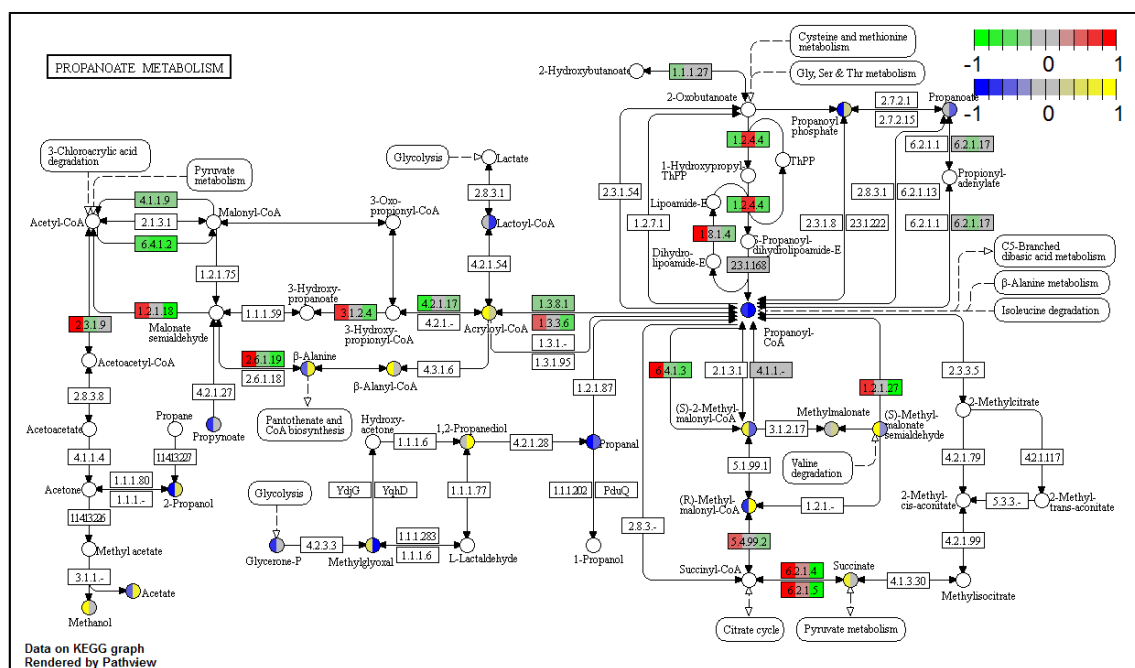 PROPANOATE METABOLISM
Cysteine and methionine
metabolism
Gly, Ser & Thr metabolism
-1 0 1
-1 0 1
2-Hydroxybutanoate
1.1.1.27
2-Oxobutanoate
Propanoyl
phosphate
2.7.2.1
2.7.2.15
Propanoate
3-Chloroacrylic acid
degradation
Pyruvate
metabolism
Glycolysis
Lactate
2.8.3.1
1.2.4.4
ThPP
1-Hydroxypropyl-
ThPP
6.2.1.1
6.2.1.17
Propionyl-
adenylate
4.1.1.9
Acetyl-CoA
2.1.3.1
Malonyl-CoA
6.4.1.2
3-Oxo-
propionyl-CoA
Lactoyl-CoA
2.3.1.54
1.2.7.1
Lipoamide-E
1.2.4.4
2.8.3.1
6.2.1.13
2.3.1.8
2.3.1.222
6.2.1.1
6.2.1.17
1.8.1.4
S-Propanoyl-
dihydrolipoamide-E
Dihydro-
lipoamide-E
2.3.1.168
C5-Branched
dibasic acid metabolism
β-Alanine metabolism
Isoleucine degradation
1.2.1.75
4.2.1.54
3-Hydroxy-
propanoate
2.3.1.9
1.2.1.18
Malonate
semialdehyde
1.1.1.59
3.1.2.4
3-Hydroxy-
propionyl-CoA
4.2.1.17
4.2.1.-
Acryloyl-CoA
1.3.8.1
1.3.3.6
1.3.1.-
1.3.1.95
Propanoyl-
CoA
Acetoacetyl-CoA
2.6.1.19
2.6.1.18
β-Alanine
β-Alanyl-CoA
4.3.1.6
1.2.1.87
6.4.1.3
2.1.3.1
4.1.1.-
1.2.1.27
2.3.3.5
2.8.3.8
4.2.1.27
Pantothenate and
CoA biosynthesis
Acetoacetate
Propane
Propynoate
Hydroxy-
acetone
1.1.1.6
1,2-Propanediol
4.2.1.28
Propanal
(S)-2-Methyl-
malonyl-CoA
3.1.2.17
Methylmalonate
(S)-Methyl-
malonate
semialdehyde
2-Methylcitrate
4.1.1.4
1.14.13.227
Valine
degradation
5.1.99.1
4.2.1.79
4.2.1.117
Acetone
1.1.1.80
1.1.1.-
2-Propanol
Glycolysis
YdjG
YqhD
1.1.1.77
1.1.1.202
PduQ
(R)-Methyl-
malonyl-CoA
1.2.1.-
2-Methyl-
cis-aconitate
5.3.3.-
2-Methyl-
trans-aconitate
1.14.13.226
2.8.3.-
5.4.99.2
4.2.1.99
Methyl acetate
Glycerone-P
4.2.3.3
Methylglyoxal
1.1.1.283
1.1.1.6
L-Lactaldehyde
1-Propanol
3.1.1.-
Acetate
Methanol
Succinyl-CoA
6.2.1.4
6.2.1.5
Succinate
4.1.3.30
Methylisocitrate
Citrate cycle
Pyruvate metabolism
Data on KEGG graph
Rendered by Pathview